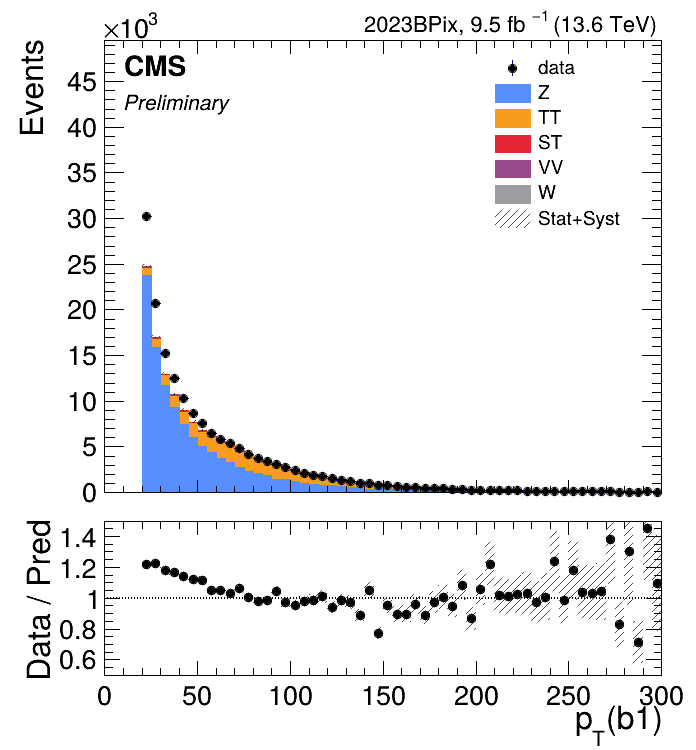 ×10³ 2023BPix, 9.5 fb⁻¹ (13.6 TeV)
CMS
Preliminary
Events
data
Z
TT
ST
VV
W
Stat+Syst
45
40
35
30
25
20
15
10
5
0
Data / Pred
1.4
1.2
1
0.8
0.6
0 50 100 150 200 250 300
p_T(b1)